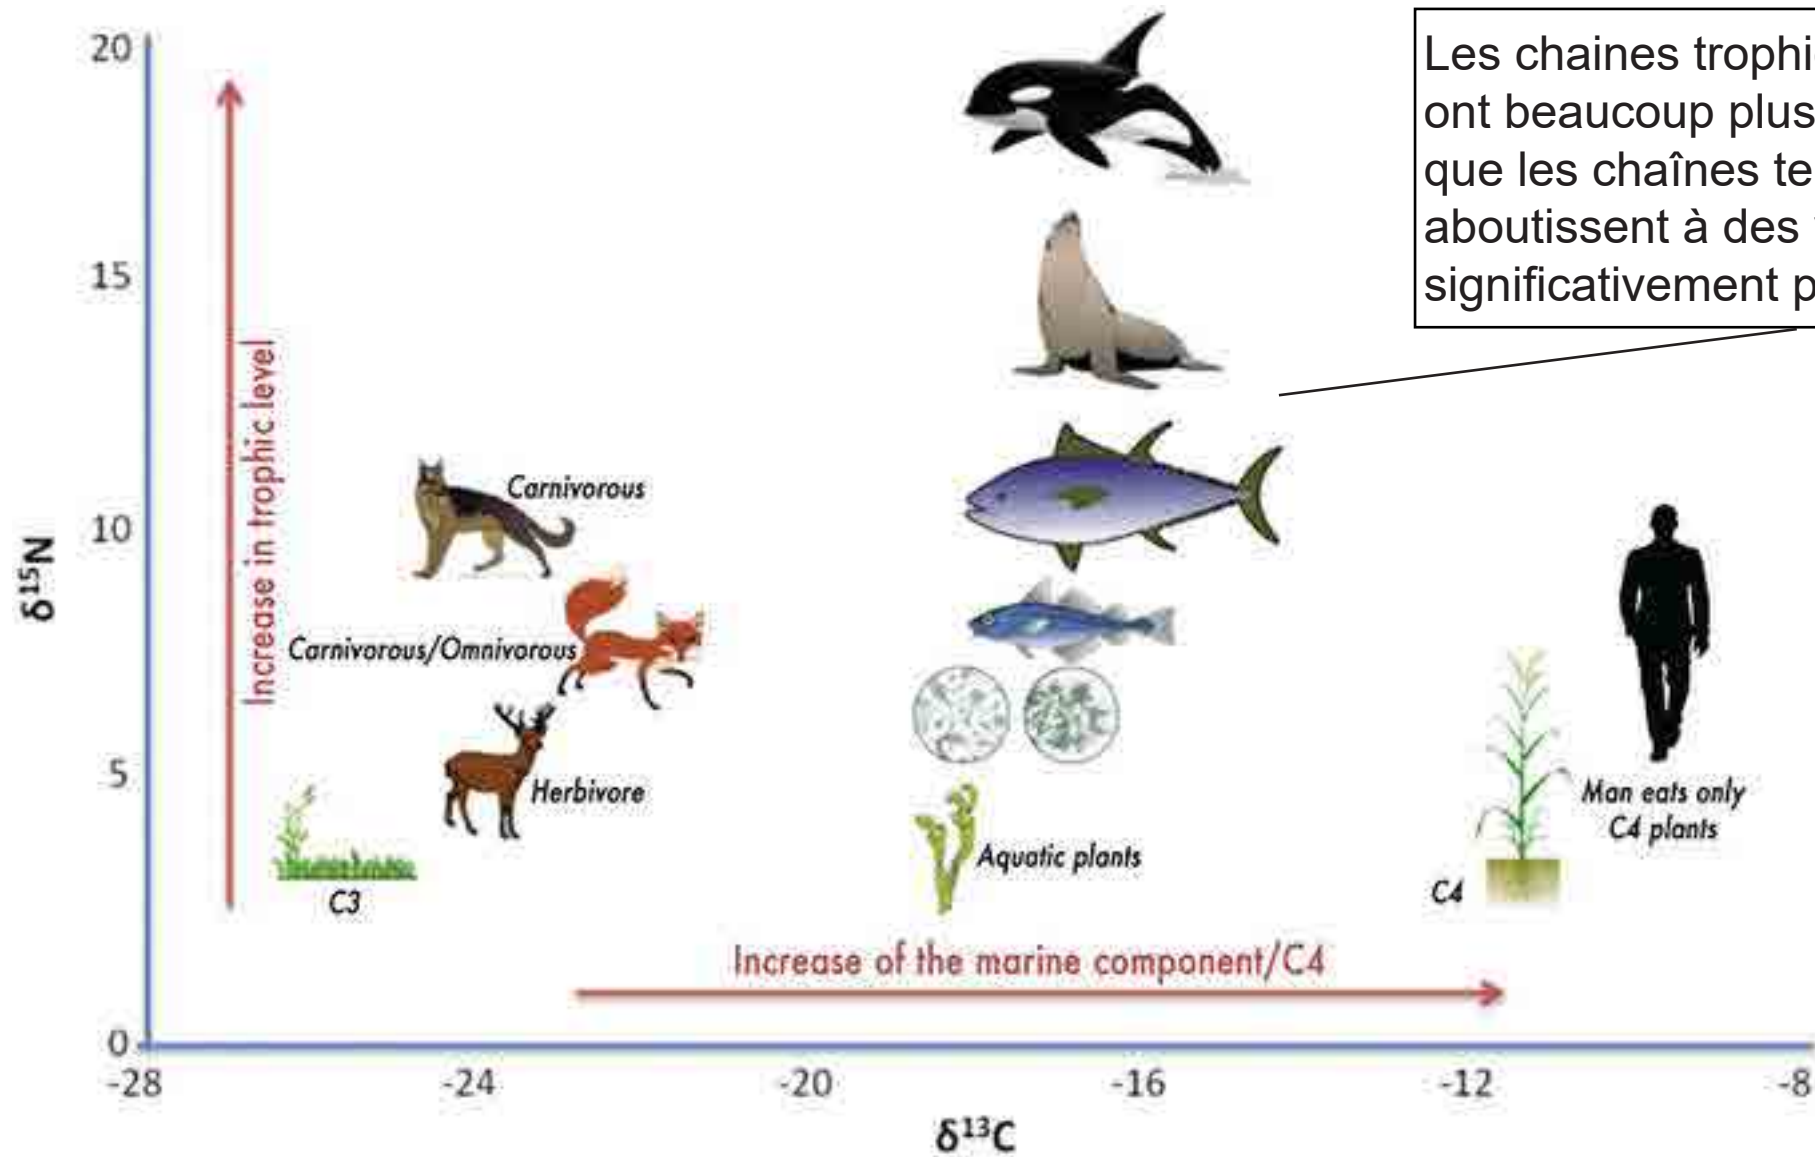 Les chaines
ont beaucoup plus
que les chaînes
aboutissent à des
significativement
20
15
10
5
0
δ¹⁵N
Increase in trophic level
Carnivorous
Carnivorous/Omnivorous
Herbivore
C3
Aquatic plants
C4
Man eats only
C4 plants
Increase of the marine component/C4
-28 -24 -20 -16 -12 -8
δ¹³C